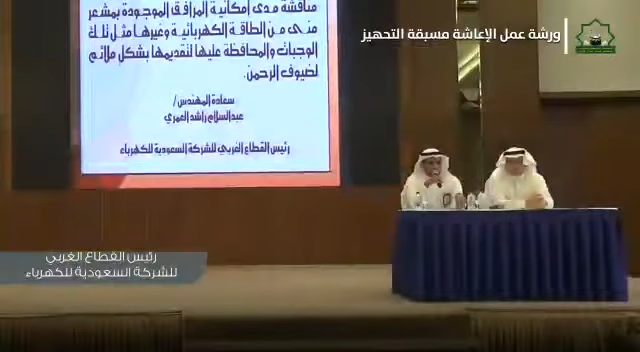 ورشة عمل الإعاشة مسبقة التجهيز
مناقشة مدى امكانية المرافق الموجودة بمشعر
منى من الطاقة الكهربائية وغيرها مثل تلك
الوجبات والمحافظة عليها لتقديمها بشكل ملائم
لضيوف الرحمن.
سعادة المهندس/
عبدالسلام راشد العمري
رئيس القطاع الغربي للشركة السعودية للكهرباء
رئيس القطاع الغربي
للشركة السعودية للكهرباء